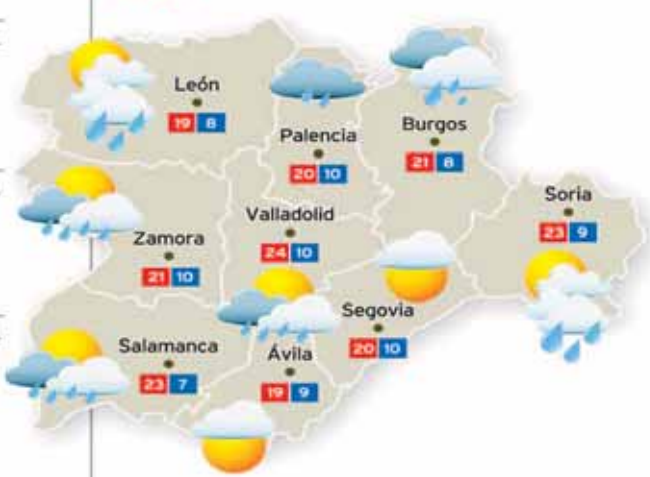 León
19 8
Palencia
20 10
Burgos
21 8
Soria
23 9
Zamora
21 10
Valladolid
24 10
Segovia
20 10
Salamanca
23 7
Ávila
19 9